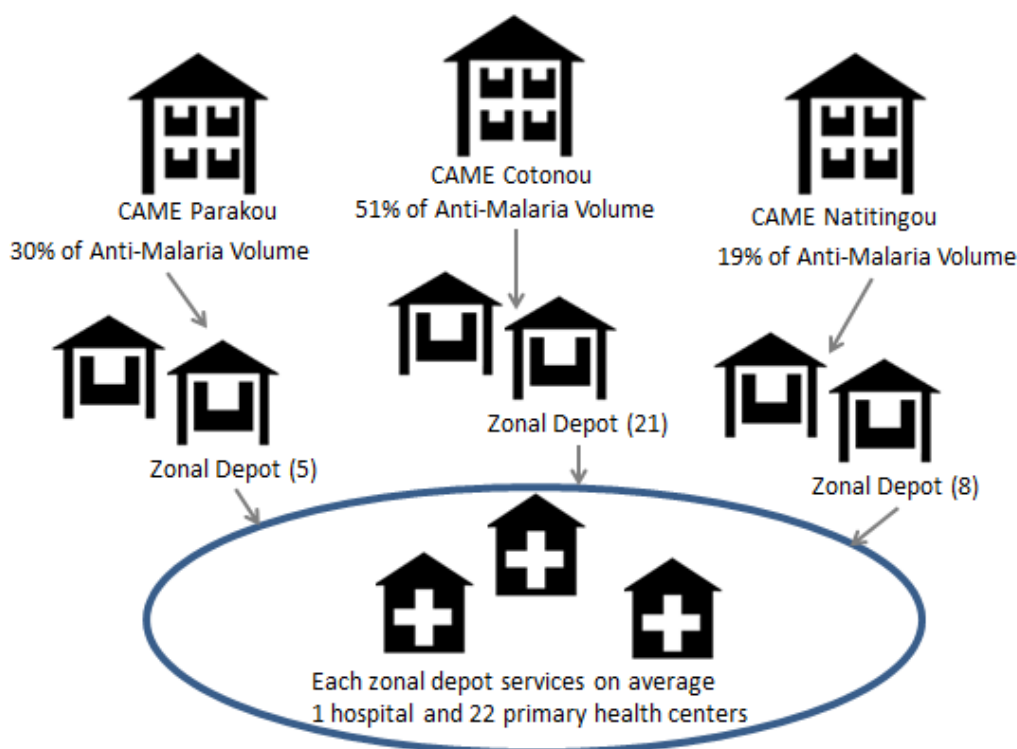 CAME Parakou
30% of Anti-Malaria Volume
CAME Cotonou
51% of Anti-Malaria Volume
CAME Natitingou
19% of Anti-Malaria Volume
Zonal Depot (5)
Zonal Depot (21)
Zonal Depot (8)
Each zonal depot services on average
1 hospital and 22 primary health centers